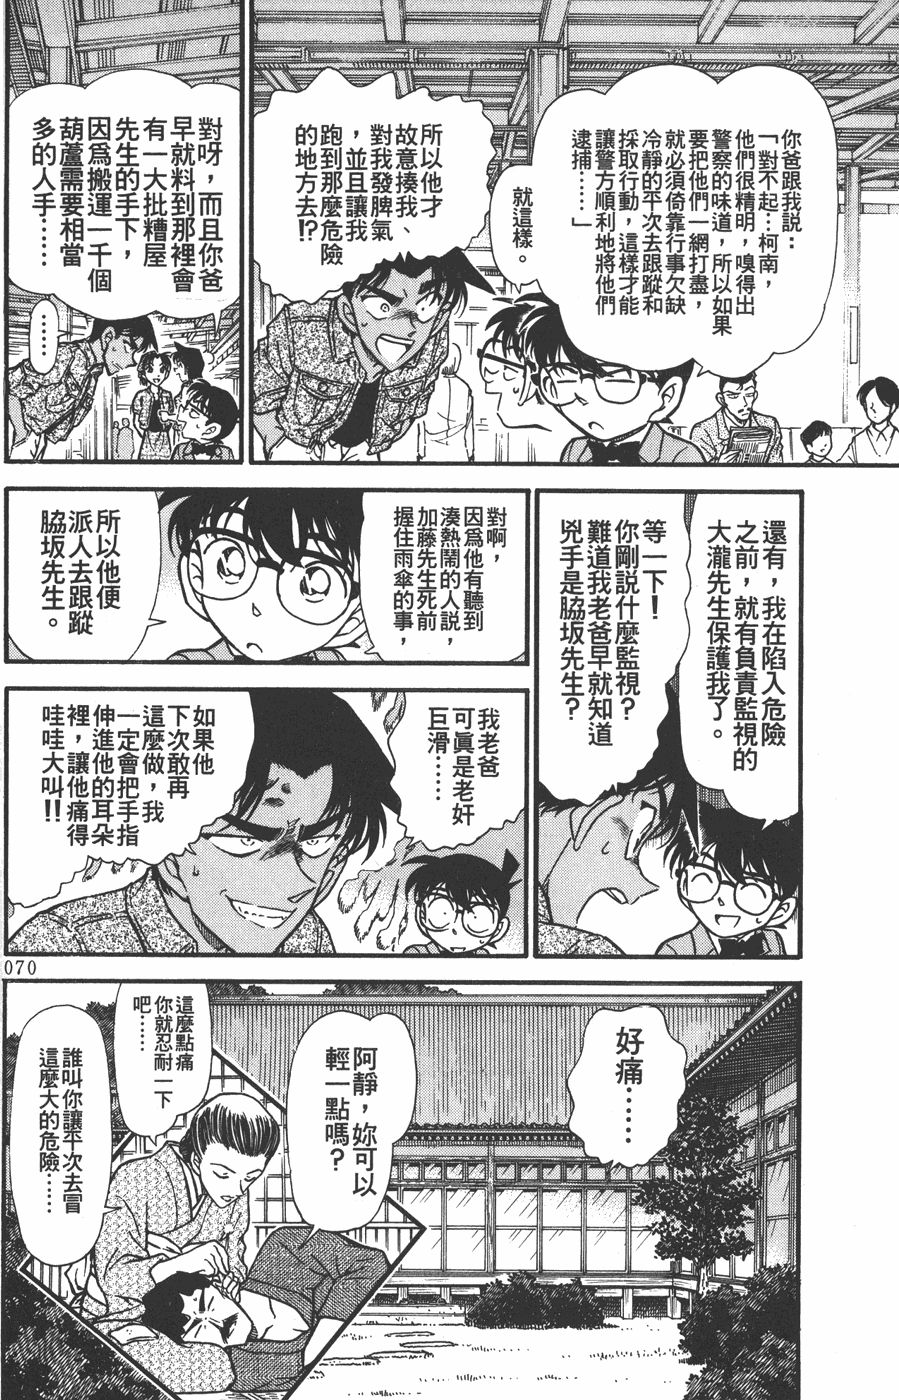 你爸跟我說：
「對不起…柯南，
他們很精明，嗅得出
警察的味道，所以如果
要把他們一網打盡，
就必須倚靠行事欠缺
冷靜的平次去跟蹤和
採取行動，這樣才能
讓警方順利地將他們
逮捕……」
就這樣。
所以他才
故意揍我、
對我發脾氣
，並且讓我
跑到那麼危險
的地方去!?
對呀，而且你爸
早就料到那裡會
有一大批糟屋
先生的手下，
因為搬運一千個
葫蘆需要相當
多的人手……
……
還有，我在陷入危險
之前，就有負責監視的
大瀧先生保護我了。
等一下！
你剛說什麼監視？
難道我老爸早就知道
兇手是脇坂先生？
對啊，
因為他有聽到
湊熱鬧的人說，
加藤先生死前
握住雨傘的事，
所以他便
派人去跟蹤
脇坂先生。
我老爸
可真是老奸
巨滑……
如果他
下次敢再
這麼做，我
一定會把手指
伸進他的耳朵
裡，讓他痛得
哇哇大叫!!
070
好痛……
阿靜，妳可以
輕一點嗎？
這麼點痛
你就忍耐一下
吧……
誰叫你讓平次去冒
這麼大的危險……